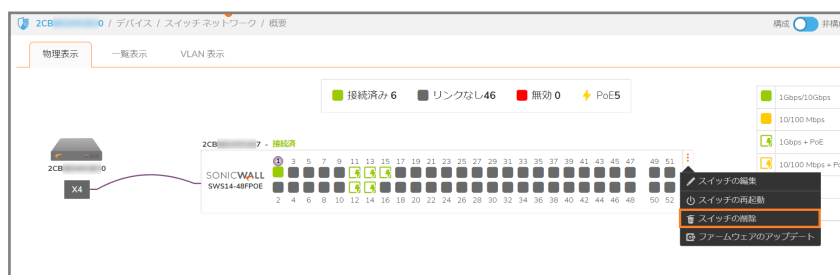 2CB 0 / デバイス / スイッチ ネットワーク / 概要
構成 非構
物理表示 一覧表示 VLAN 表示
接続済み 6 リンクなし46 無効 0 PoE5
1Gbps/10Gbps
10/100 Mbps
1Gbps + PoE
10/100 Mbps + Po
2CB 7 - 接続済
1 3 5 7 9 11 13 15 17 19 21 23 25 27 29 31 33 35 37 39 41 43 45 47 49 51
2CB 0
X4
SONICWALL
SWS14-48FPOE
2 4 6 8 10 12 14 16 18 20 22 24 26 28 30 32 34 36 38 40 42 44 46 48 50 52
スイッチの編集
スイッチの再起動
スイッチの削除
ファームウェアのアップデート